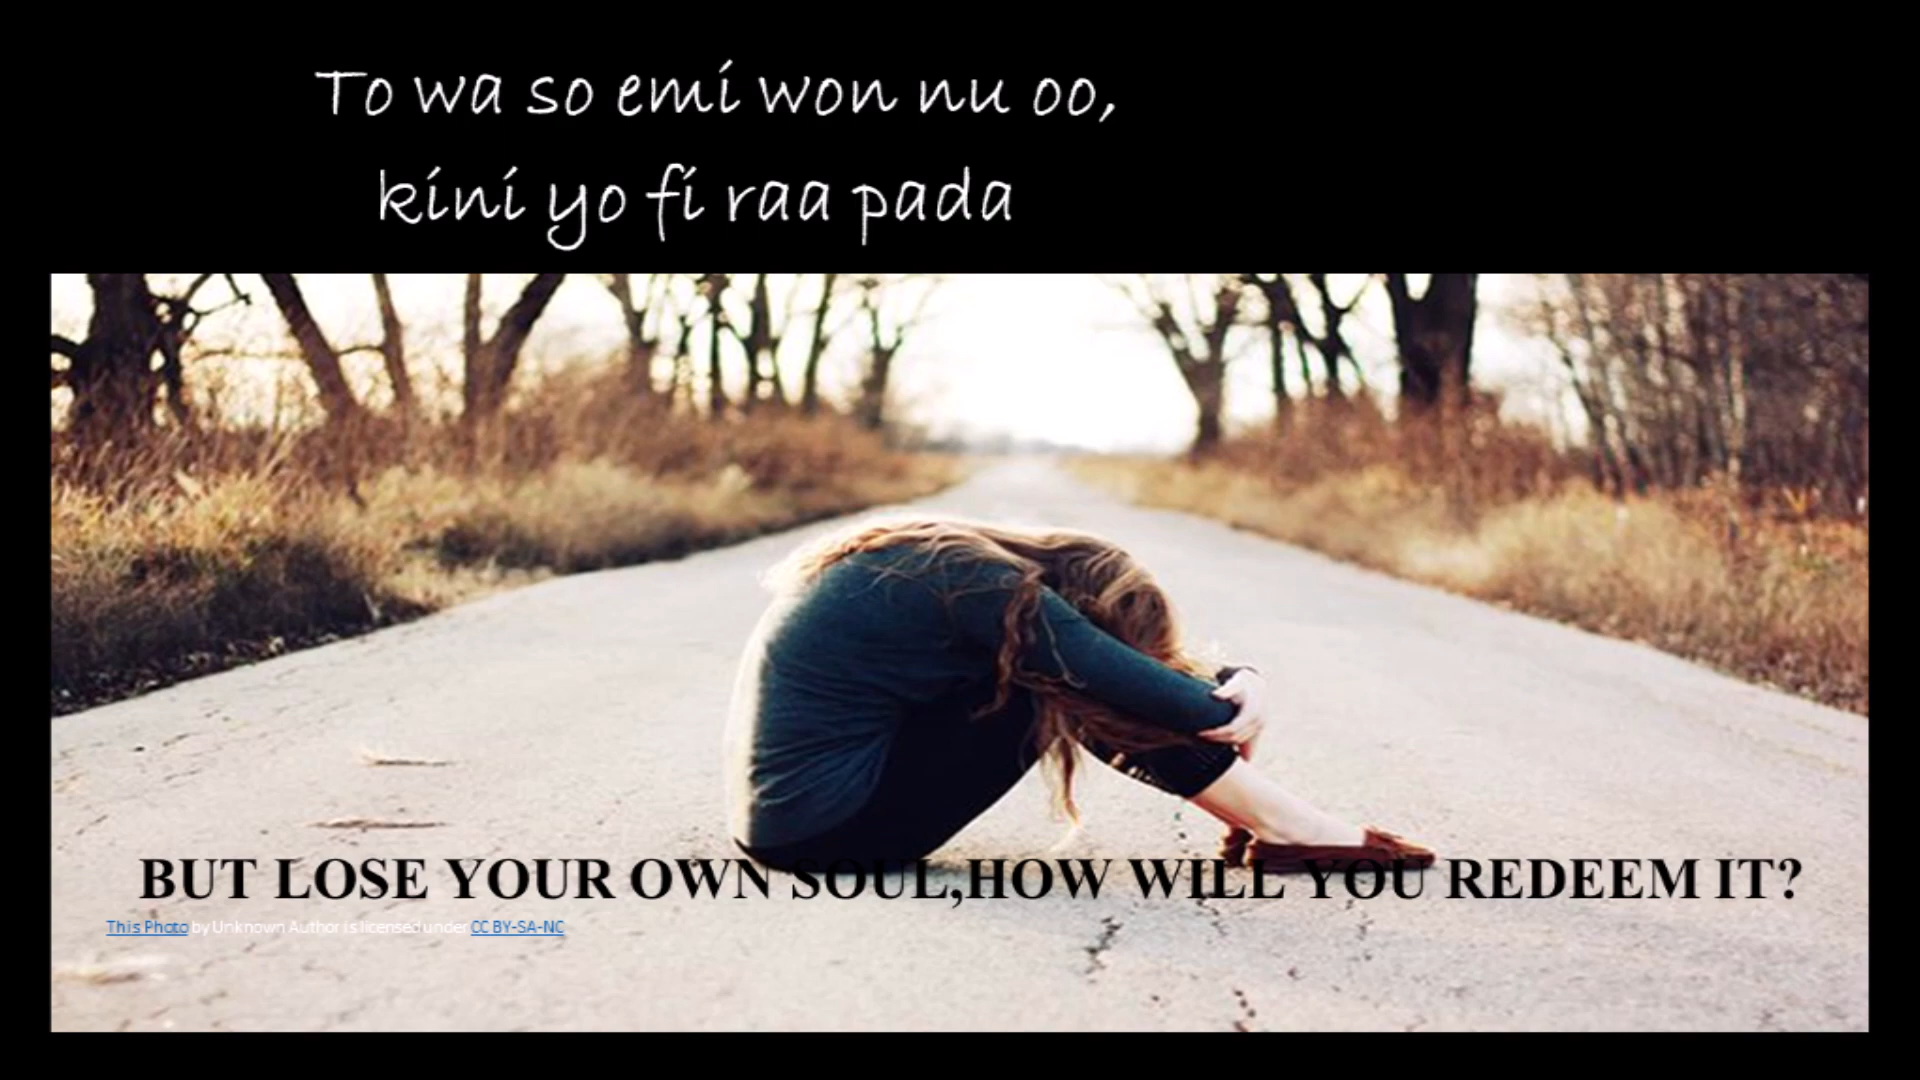 To wa so emi won nu oo,
kini yo fi raa pada
BUT LOSE YOUR OWN SOUL,HOW WILL YOU REDEEM IT?
This Photo by Unknown Author is licensed under CC BY-SA-NC